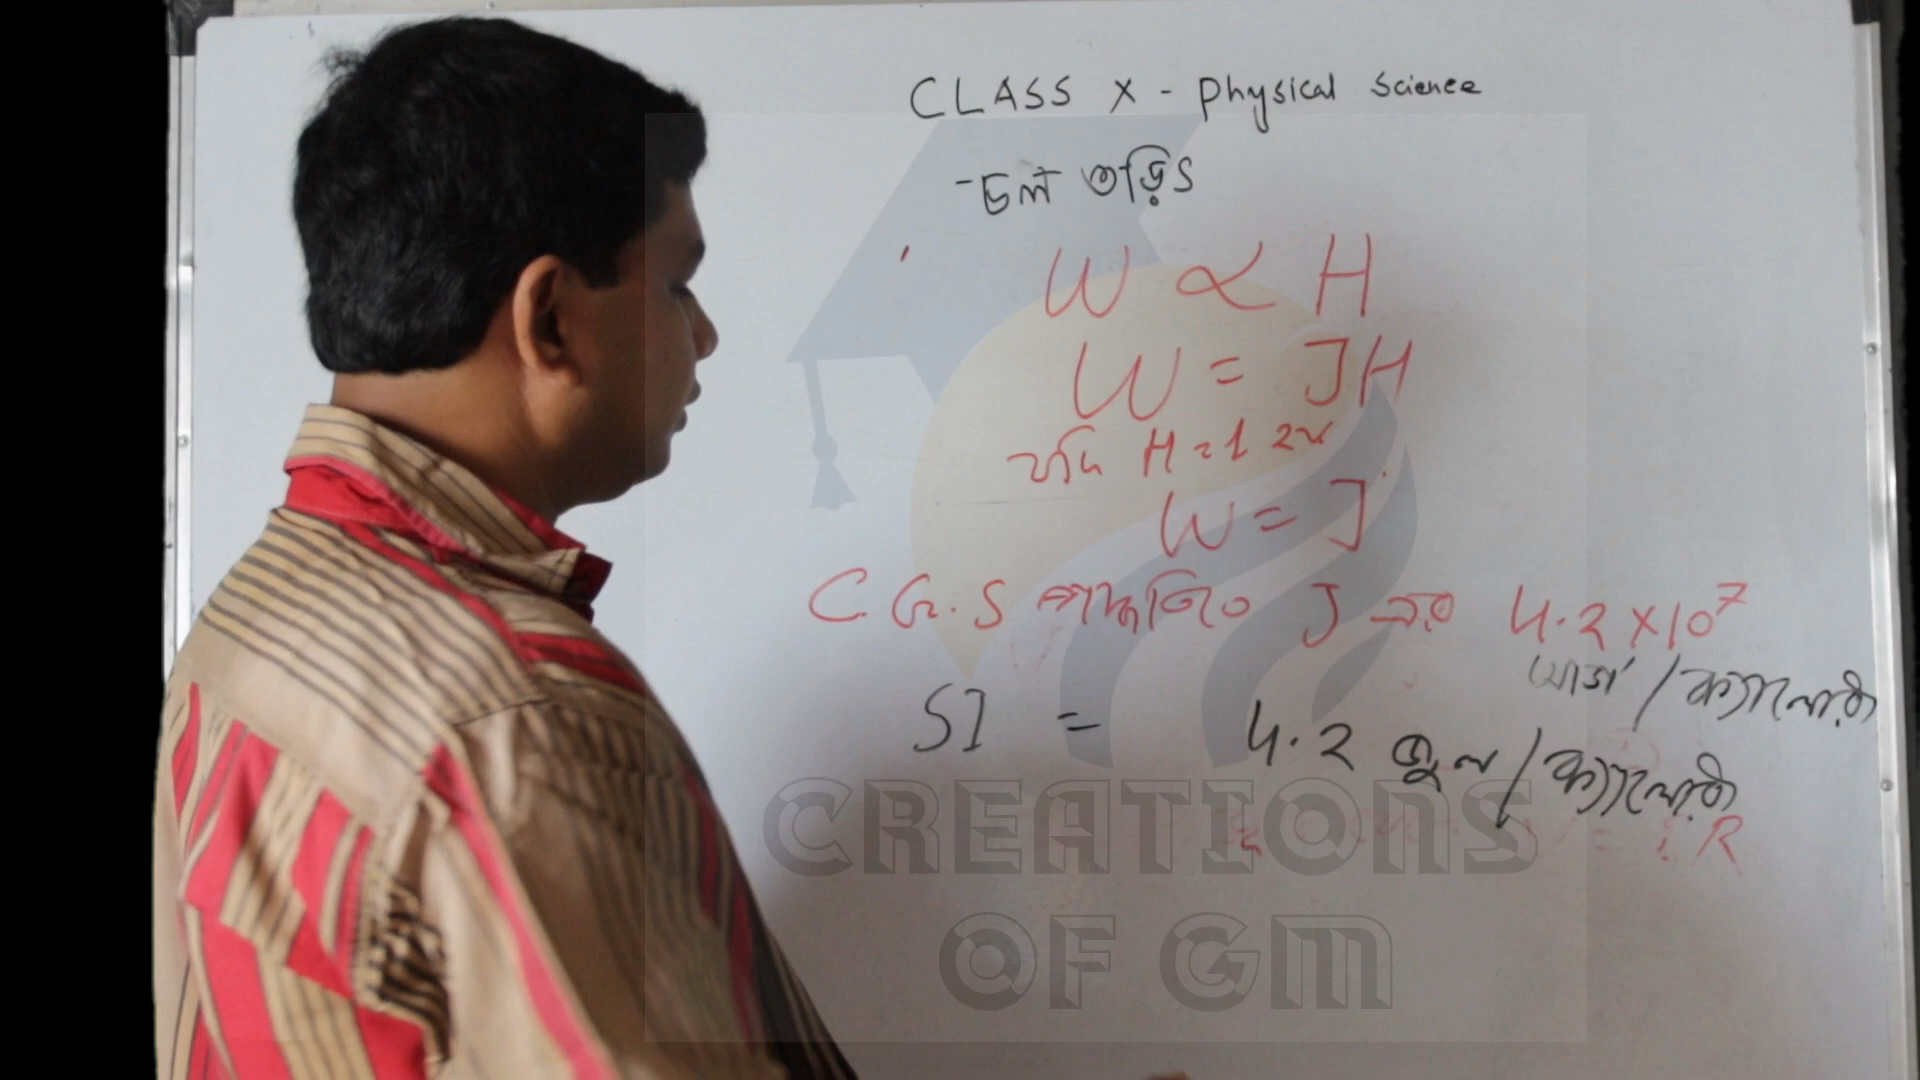 CLASS X - Physical Science
- চল তড়িৎ
W ∝ H
W = JH
যদি H = 1 হয়
W = J
C.G.S পদ্ধতিতে J এর 4.2 × 10⁷
আর্গ / ক্যালোরি
SI = 4.2 জুল / ক্যালোরি
R
CREATIONS
OF GM